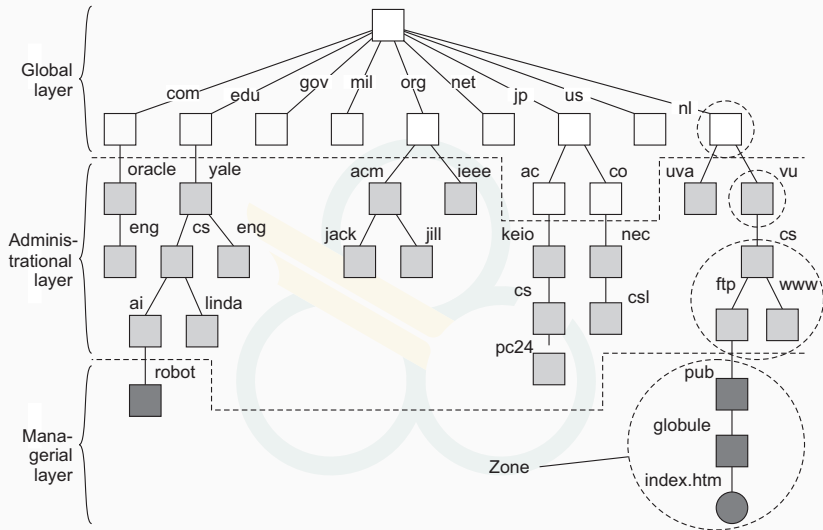 Global
layer
com
edu
gov
mil
org
net
jp
us
nl
oracle
yale
acm
ieee
ac
co
uva
vu
Adminis-
trational
layer
eng
cs
eng
jack
jill
keio
nec
cs
ai
linda
cs
csl
ftp
www
pc24
robot
pub
Mana-
gerial
layer
globule
Zone
index.htm